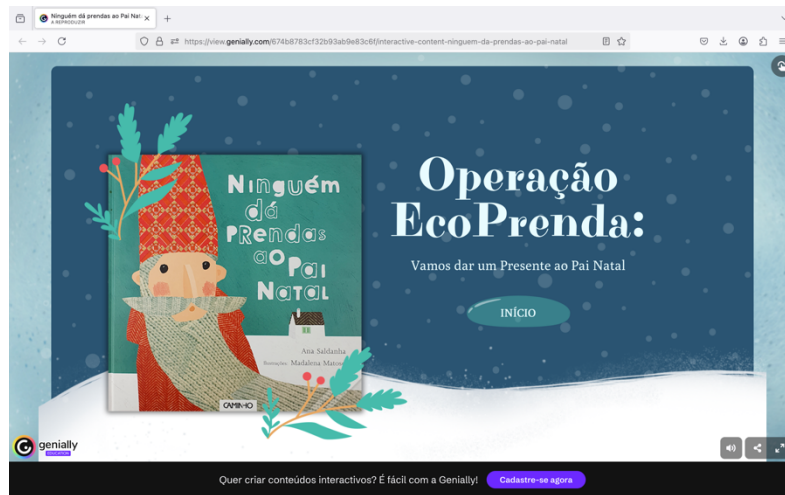 Ninguém dá prendas ao Pai Nat
A REPRODUZIR
https://view.genially.com/674b8783cf32b93ab9e83c6f/interactive-content-ninguem-da-prendas-ao-pai-natal
Ninguém
dá
PRendas
aO Pai
NaTaL
Ana Saldanha
Ilustrações: Madalena Matoso
CAMINHO
Operação
EcoPrenda:
Vamos dar um Presente ao Pai Natal
INÍCIO
genially
EDUCATION
Quer criar conteúdos interactivos? É fácil com a Genially!
Cadastre-se agora